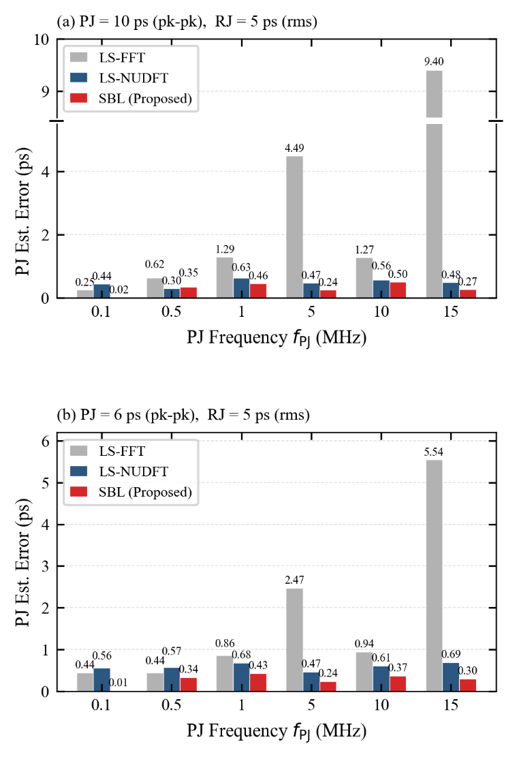 (a) PJ = 10 ps (pk-pk),  RJ = 5 ps (rms)
10
9
4
2
0
PJ Est. Error (ps)
LS-FFT
LS-NUDFT
SBL (Proposed)
0.25 0.44 0.02
0.62 0.30 0.35
1.29 0.63 0.46
4.49 0.47 0.24
1.27 0.56 0.50
9.40 0.48 0.27
0.1 0.5 1 5 10 15
PJ Frequency fPJ (MHz)
(b) PJ = 6 ps (pk-pk),  RJ = 5 ps (rms)
6
5
4
3
2
1
0
PJ Est. Error (ps)
LS-FFT
LS-NUDFT
SBL (Proposed)
0.44 0.56 0.01
0.44 0.57 0.34
0.86 0.68 0.43
2.47 0.47 0.24
0.94 0.61 0.37
5.54 0.69 0.30
0.1 0.5 1 5 10 15
PJ Frequency fPJ (MHz)